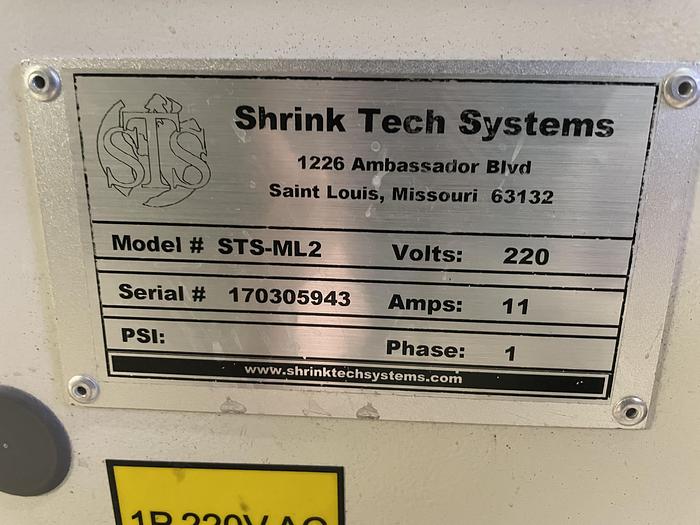 STS
Shrink Tech Systems
1226 Ambassador Blvd
Saint Louis, Missouri 63132
Model # STS-ML2 Volts: 220
Serial # 170305943 Amps: 11
PSI: Phase: 1
www.shrinktechsystems.com
1P 220V AC